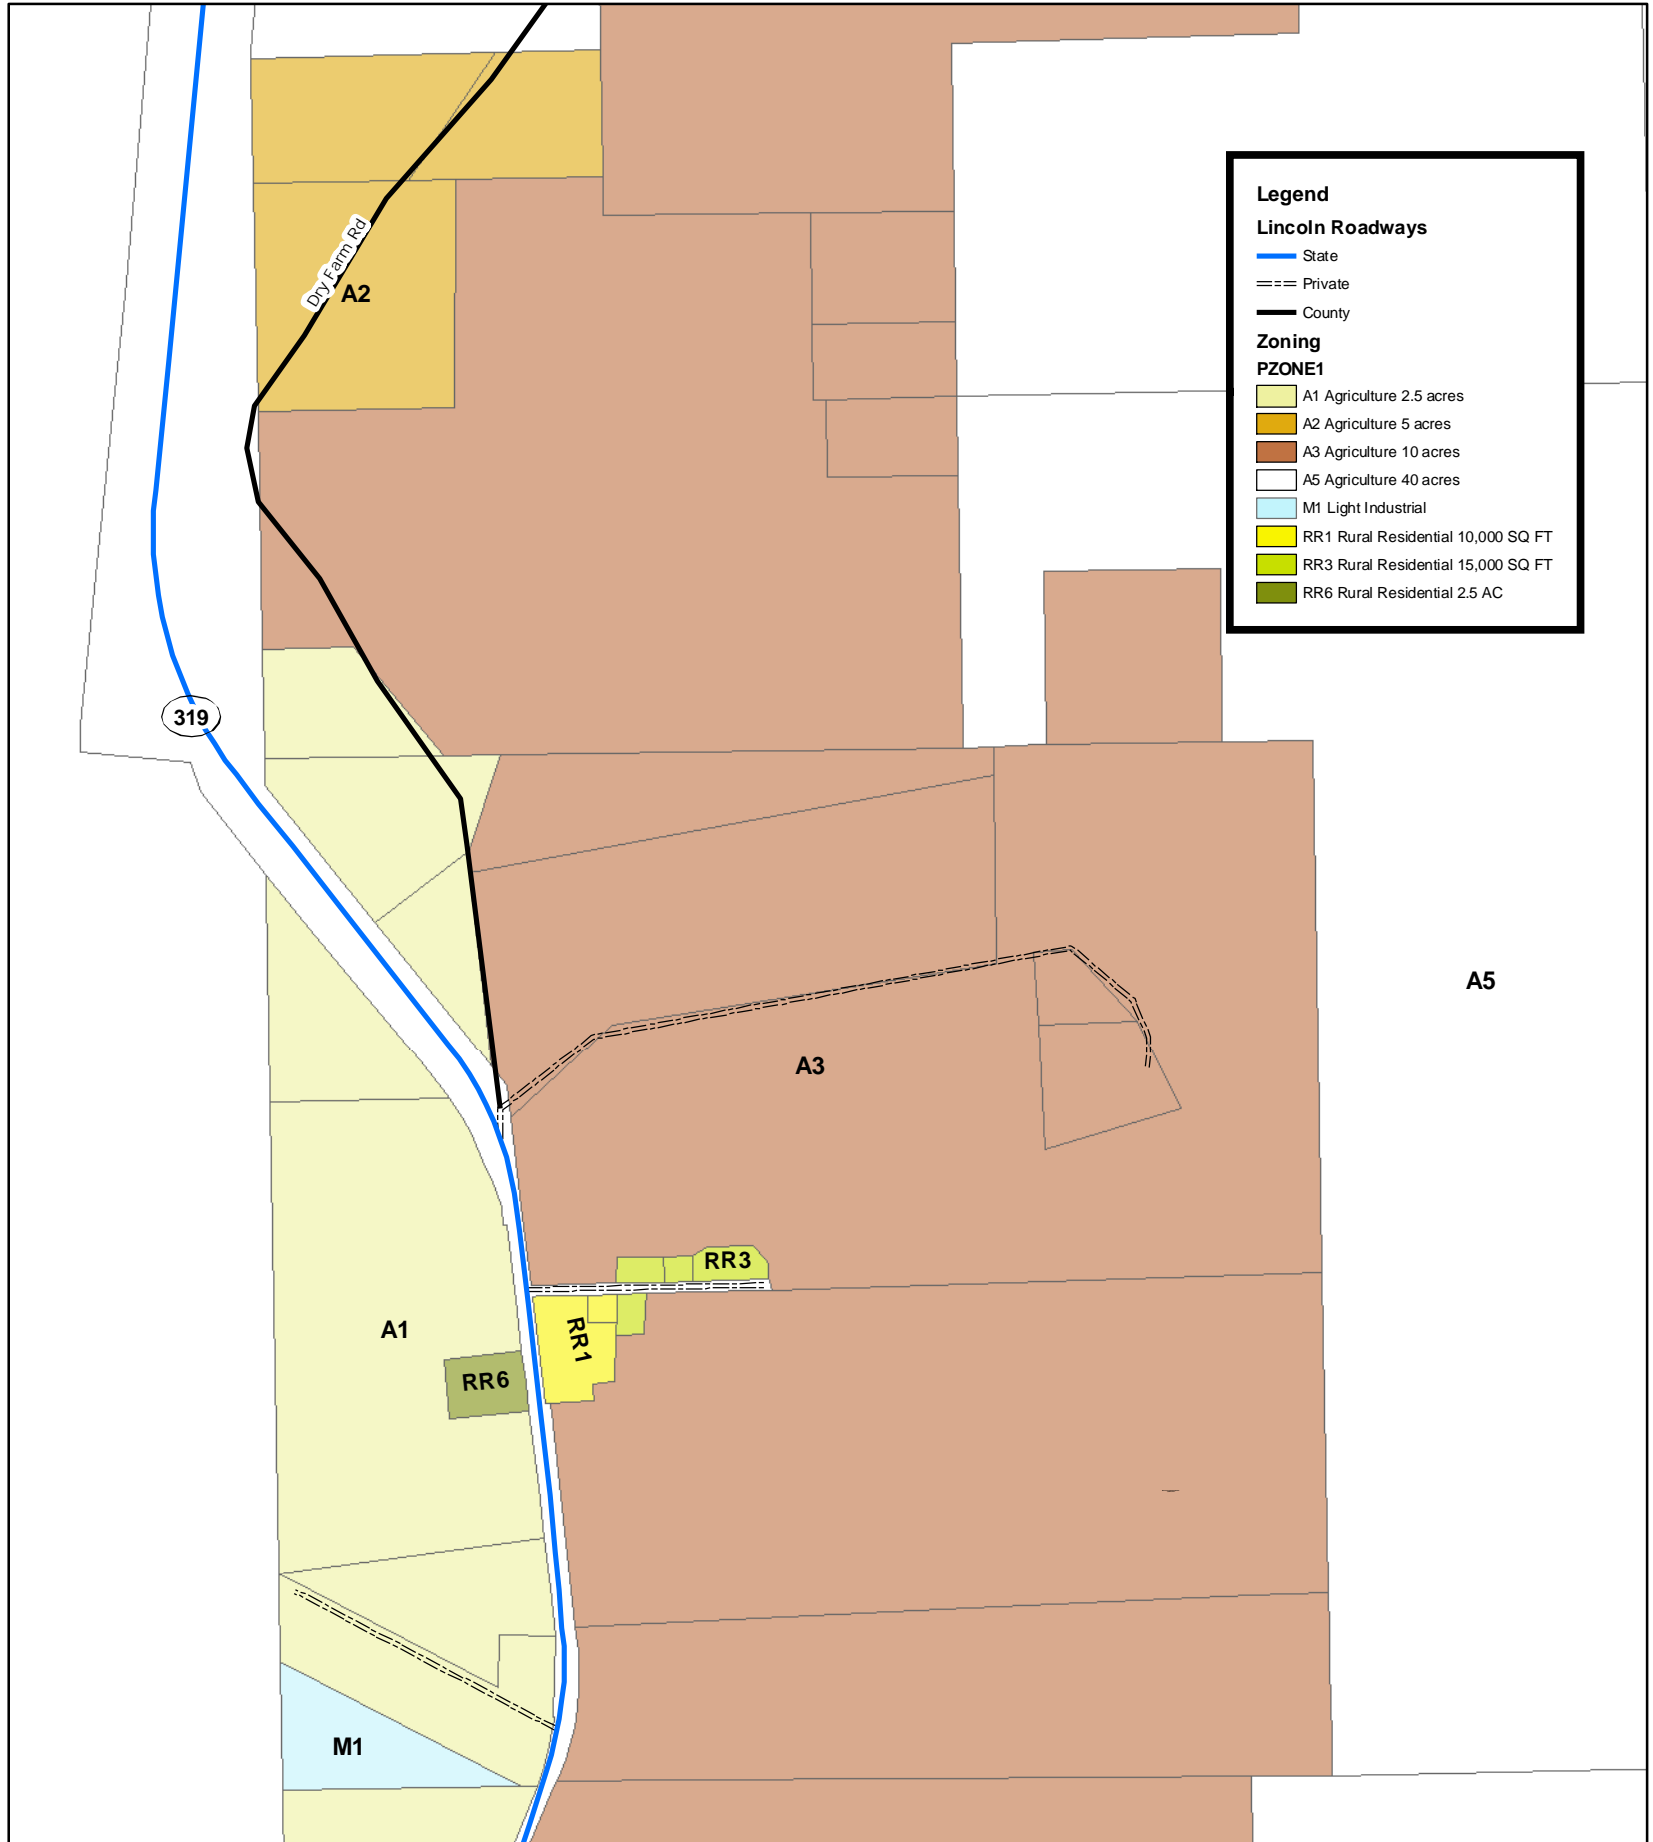 Legend
Lincoln Roadways
State
Private
County
Zoning
PZONE1
A1 Agriculture 2.5 acres
A2 Agriculture 5 acres
A3 Agriculture 10 acres
A5 Agriculture 40 acres
M1 Light Industrial
RR1 Rural Residential 10,000 SQ FT
RR3 Rural Residential 15,000 SQ FT
RR6 Rural Residential 2.5 AC
Dry Farm Rd
A2
319
A5
A3
RR3
A1
RR1
RR6
M1